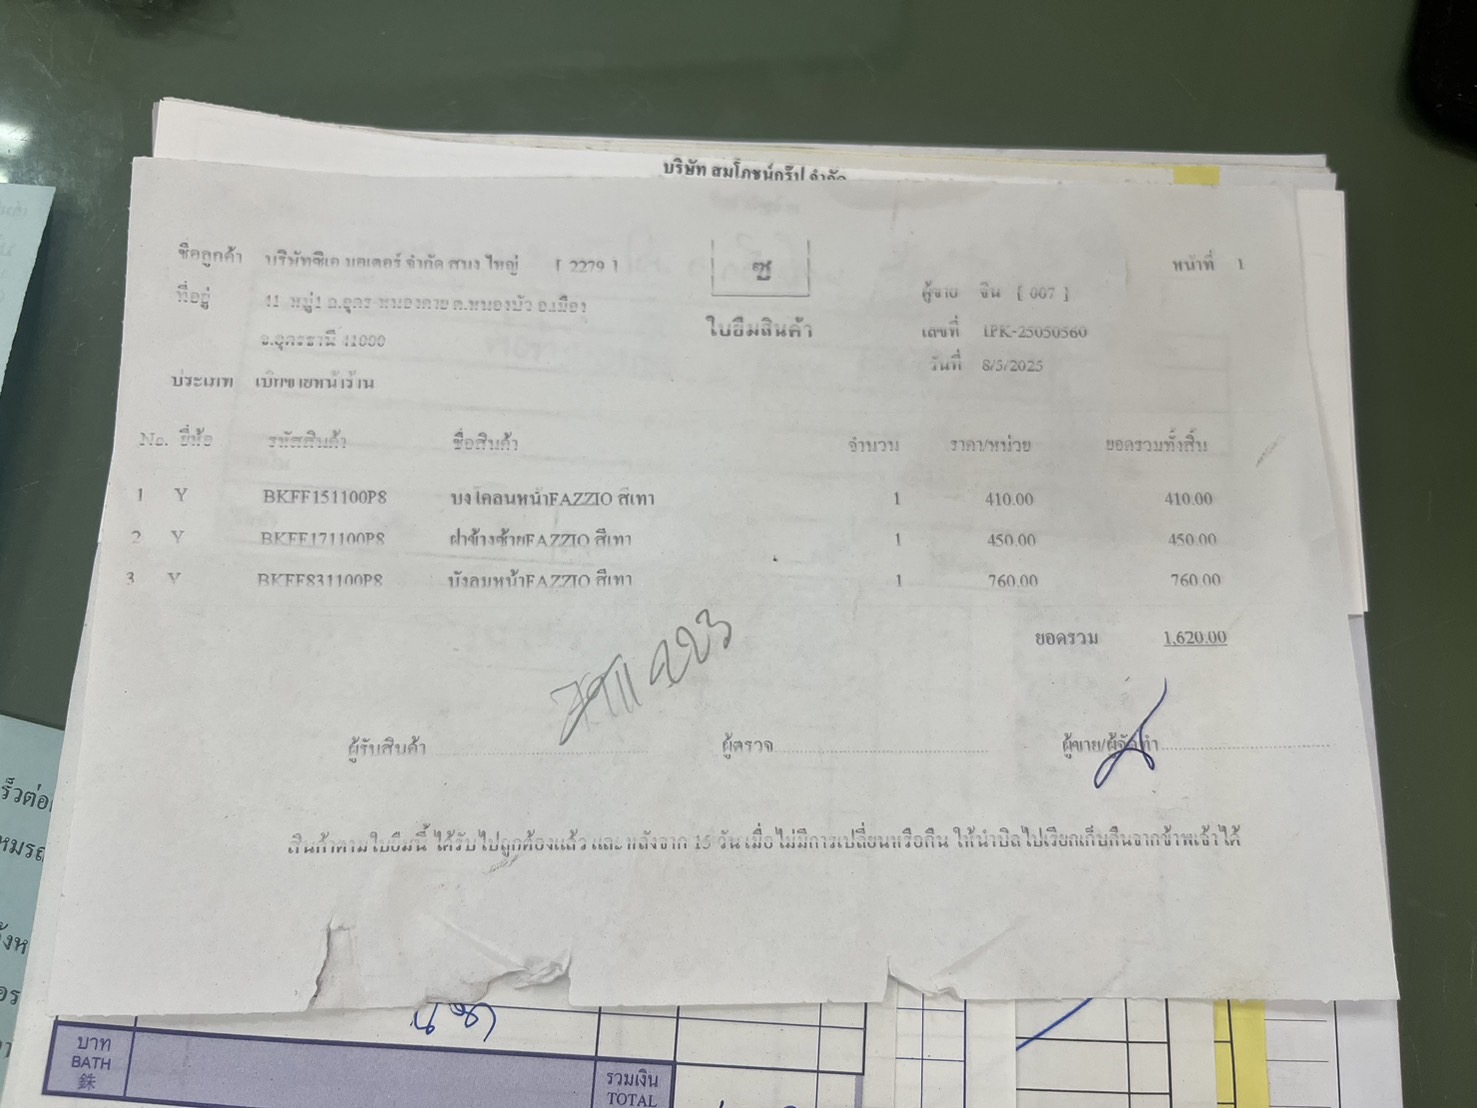 บริษัท สมโภชน์กรุ๊ป จำกัด
ชื่อลูกค้า บริษัทซีเอ มอเตอร์ จำกัด สนง ใหญ่ [ 2279 ]
ซ
หน้าที่ 1
ที่อยู่ 41 หมู่1 ถ.อุดร-หนองคาย ต.หนองบัว อ.เมือง
จ.อุดรธานี 41000
ใบยืมสินค้า
ผู้ขาย จีน [ 007 ]
เลขที่ 1PK-25050560
วันที่ 8/5/2025
ประเภท เบิกขายหน้าร้าน
No. ยี่ห้อ รหัสสินค้า ชื่อสินค้า จำนวน ราคา/หน่วย ยอดรวมทั้งสิ้น
1 Y BKFF151100P8 บังโคลนหน้าFAZZIO สีเทา 1 410.00 410.00
2 Y BKFF171100P8 ฝาข้างซ้ายFAZZIO สีเทา 1 450.00 450.00
3 Y BKFF831100P8 บังลมหน้าFAZZIO สีเทา 1 760.00 760.00
ยอดรวม 1,620.00
ผู้รับสินค้า ผู้ตรวจ ผู้ขาย/ผู้จัดทำ
สินค้าตามใบยืมนี้ ได้รับไปถูกต้องแล้ว และ หลังจาก 15 วัน เมื่อ ไม่มีการเปลี่ยนหรือคืน ให้นำบิลไปเรียกเก็บคืนจากข้าพเจ้าได้
บาท
BATH
銖
รวมเงิน
TOTAL